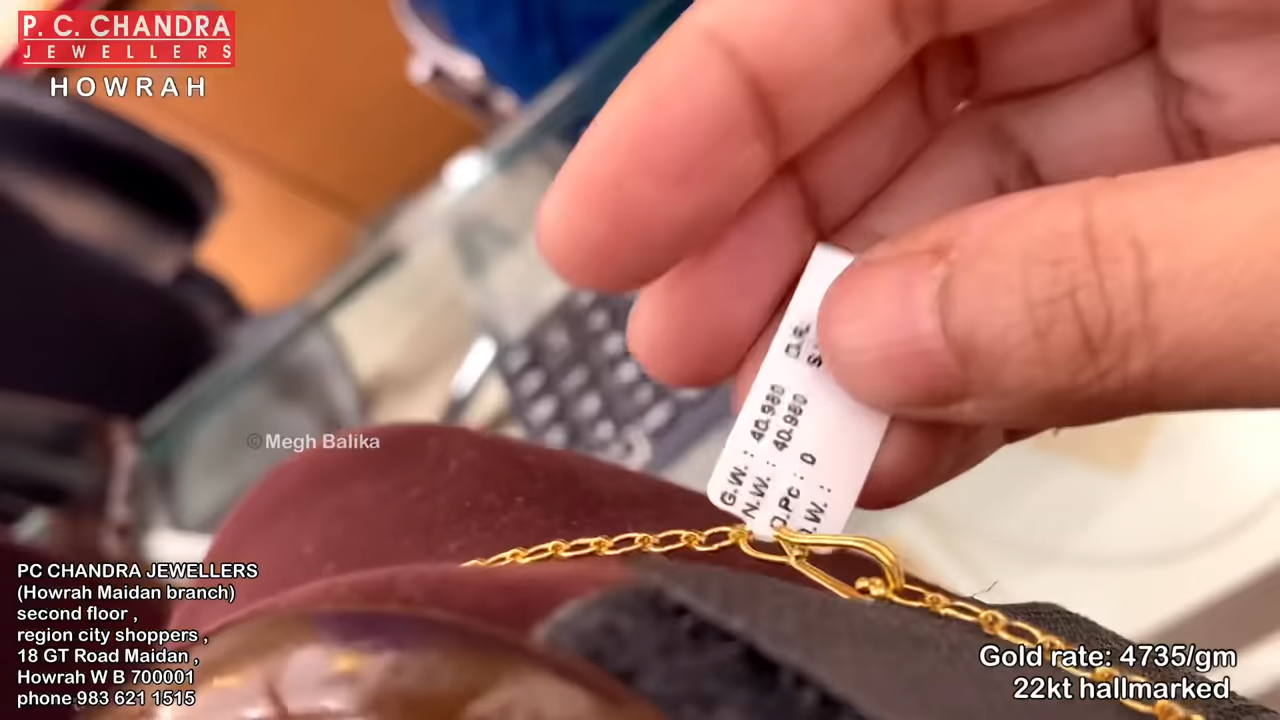 P. C. CHANDRA
JEWELLERS
HOWRAH
G.W. : 40.980
N.W. : 40.980
.Pc : 0
.W. :
©Megh Balika
PC CHANDRA JEWELLERS
(Howrah Maidan branch)
second floor ,
region city shoppers ,
18 GT Road Maidan ,
Howrah W B 700001
phone 983 621 1515
Gold rate: 4735/gm
22kt hallmarked